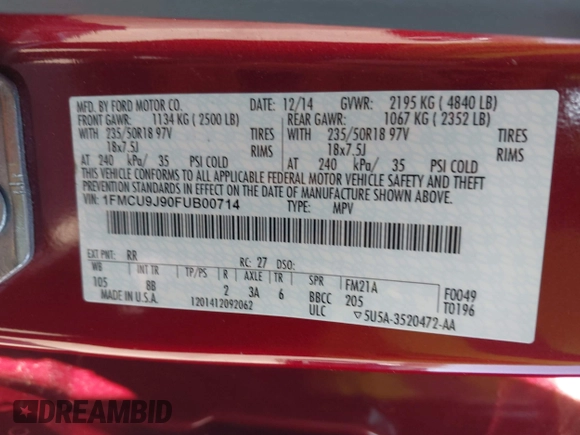 MFD. BY FORD MOTOR CO. DATE: 12/14 GVWR: 2195 KG ( 4840 LB)
FRONT GAWR: 1134 KG ( 2500 LB) REAR GAWR: 1067 KG ( 2352 LB)
WITH 235/50R18 97V TIRES WITH 235/50R18 97V TIRES
18x7.5J RIMS 18x7.5J RIMS
AT 240 kPa/ 35 PSI COLD AT 240 kPa/ 35 PSI COLD
THIS VEHICLE CONFORMS TO ALL APPLICABLE FEDERAL MOTOR VEHICLE SAFETY AND THEFT
PREVENTION STANDARDS IN EFFECT ON THE DATE OF MANUFACTURE SHOWN ABOVE.
VIN: 1FMCU9J90FUB00714 TYPE: MPV
EXT PNT: RR RC: 27 DSO:
WB INT TR TP/PS R AXLE TR SPR FM21A F0049
105 BB 2 3A 6 BBCC 205 T0196
MADE IN U.S.A. 1201412092062 ULC ▽5U5A-3520472-AA
DREAMBID